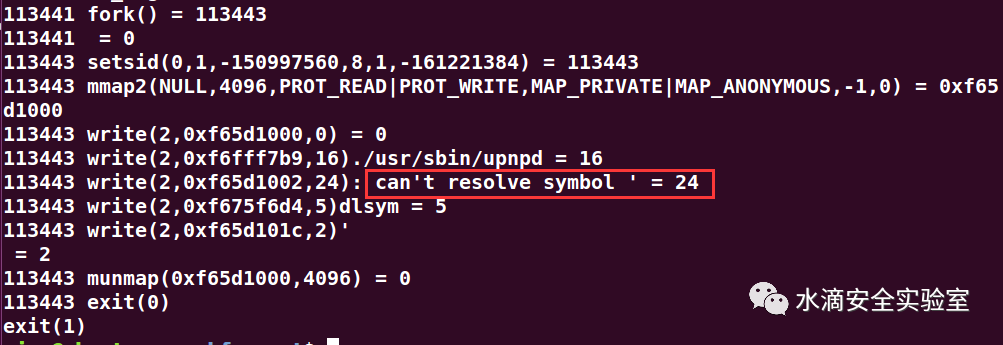 113441 fork() = 113443
113441  = 0
113443 setsid(0,1,-150997560,8,1,-161221384) = 113443
113443 mmap2(NULL,4096,PROT_READ|PROT_WRITE,MAP_PRIVATE|MAP_ANONYMOUS,-1,0) = 0xf65
d1000
113443 write(2,0xf65d1000,0) = 0
113443 write(2,0xf6fff7b9,16)./usr/sbin/upnpd = 16
113443 write(2,0xf65d1002,24): can't resolve symbol ' = 24
113443 write(2,0xf675f6d4,5)dlsym = 5
113443 write(2,0xf65d101c,2)'
 = 2
113443 munmap(0xf65d1000,4096) = 0
113443 exit(0)
exit(1)
水滴安全实验室